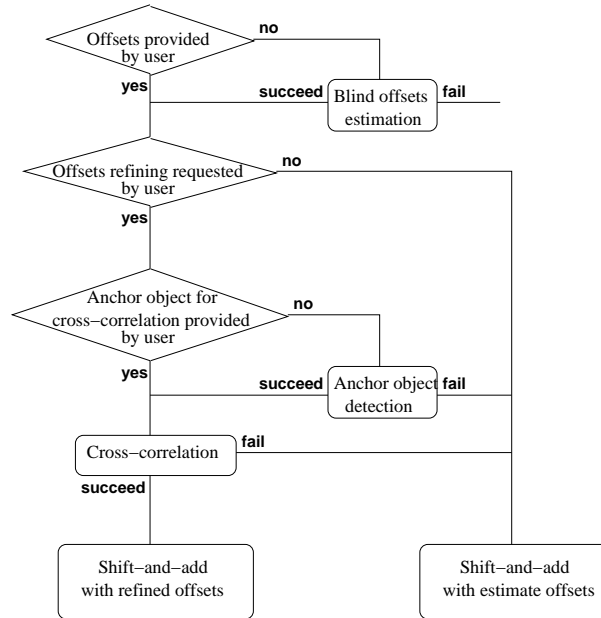 Offsets provided
by user
no
yes
succeed
Blind offsets
estimation
fail
Offsets refining requested
by user
no
yes
Anchor object for
cross−correlation provided
by user
no
yes
succeed
Anchor object
detection
fail
Cross−correlation
fail
succeed
Shift−and−add
with refined offsets
Shift−and−add
with estimate offsets